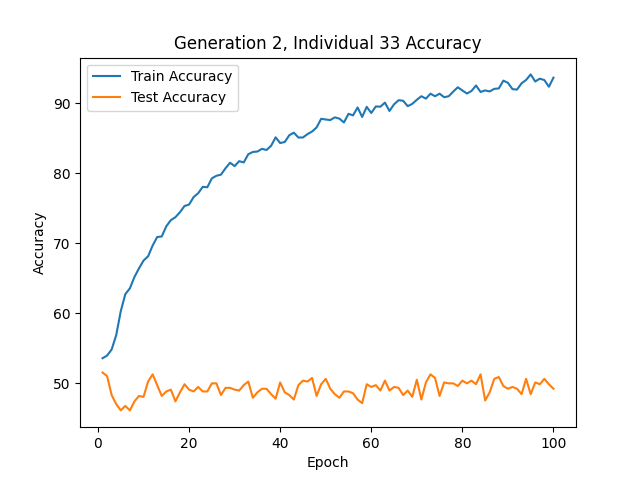 Generation 2, Individual 33 Accuracy
Train Accuracy
Test Accuracy
Accuracy
90
80
70
60
50
0 20 40 60 80 100
Epoch